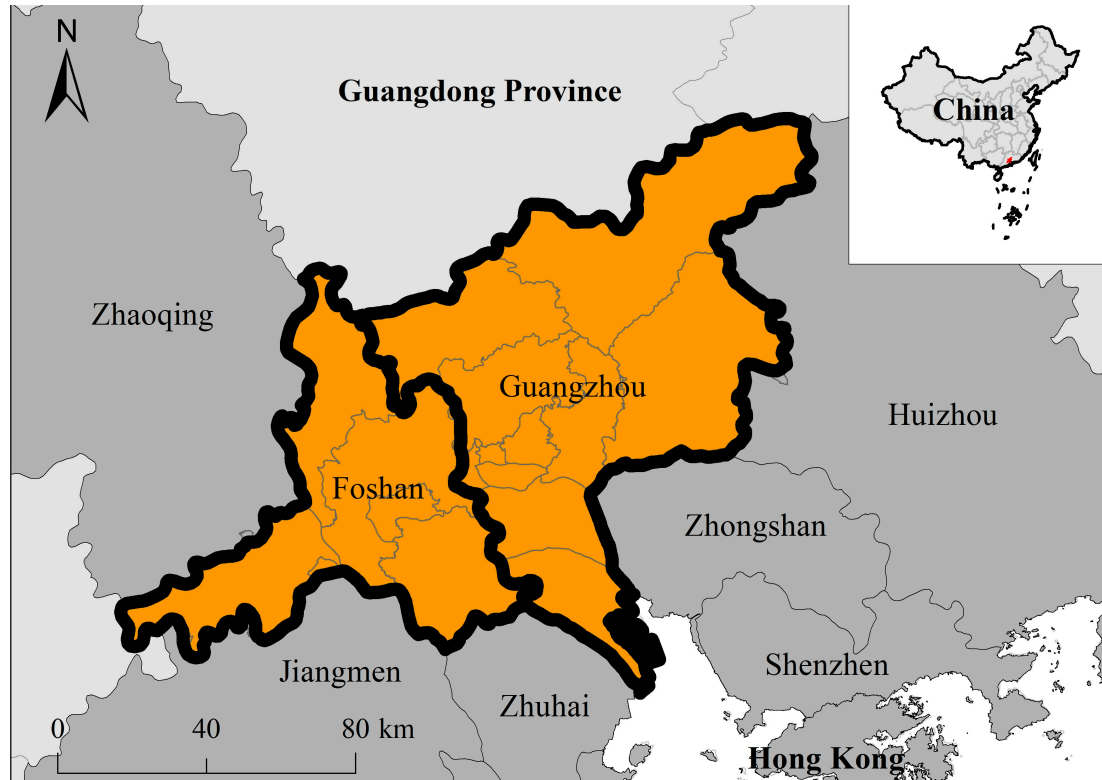 N
Guangdong Province
China
Zhaoqing
Guangzhou
Huizhou
Foshan
Zhongshan
Shenzhen
Jiangmen
Zhuhai
0 40 80 km
Hong Kong